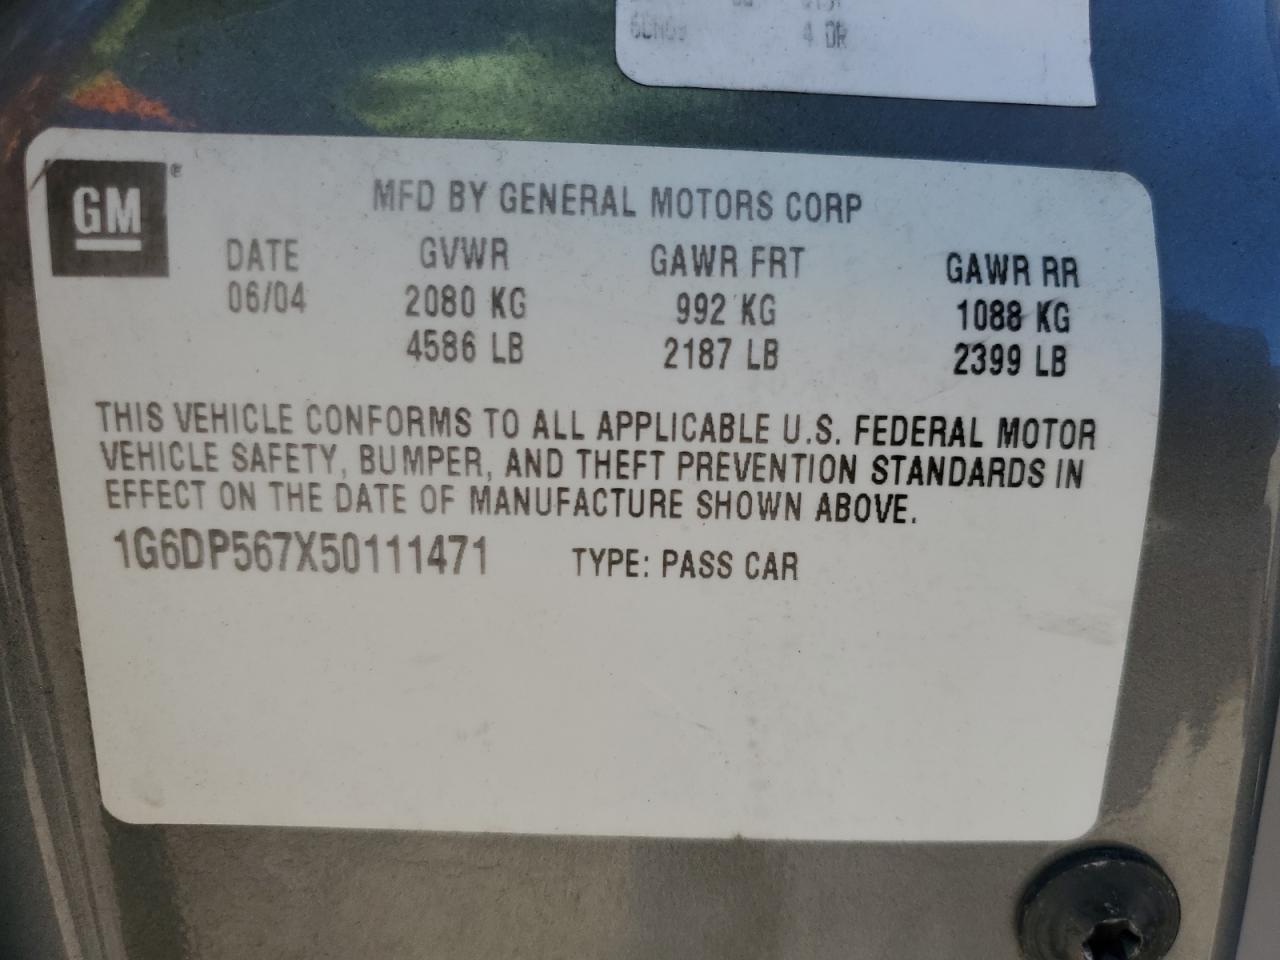 4 DR
GM®
MFD BY GENERAL MOTORS CORP
DATE GVWR GAWR FRT GAWR RR
06/04 2080 KG 992 KG 1088 KG
4586 LB 2187 LB 2399 LB
THIS VEHICLE CONFORMS TO ALL APPLICABLE U.S. FEDERAL MOTOR
VEHICLE SAFETY, BUMPER, AND THEFT PREVENTION STANDARDS IN
EFFECT ON THE DATE OF MANUFACTURE SHOWN ABOVE.
1G6DP567X50111471 TYPE: PASS CAR